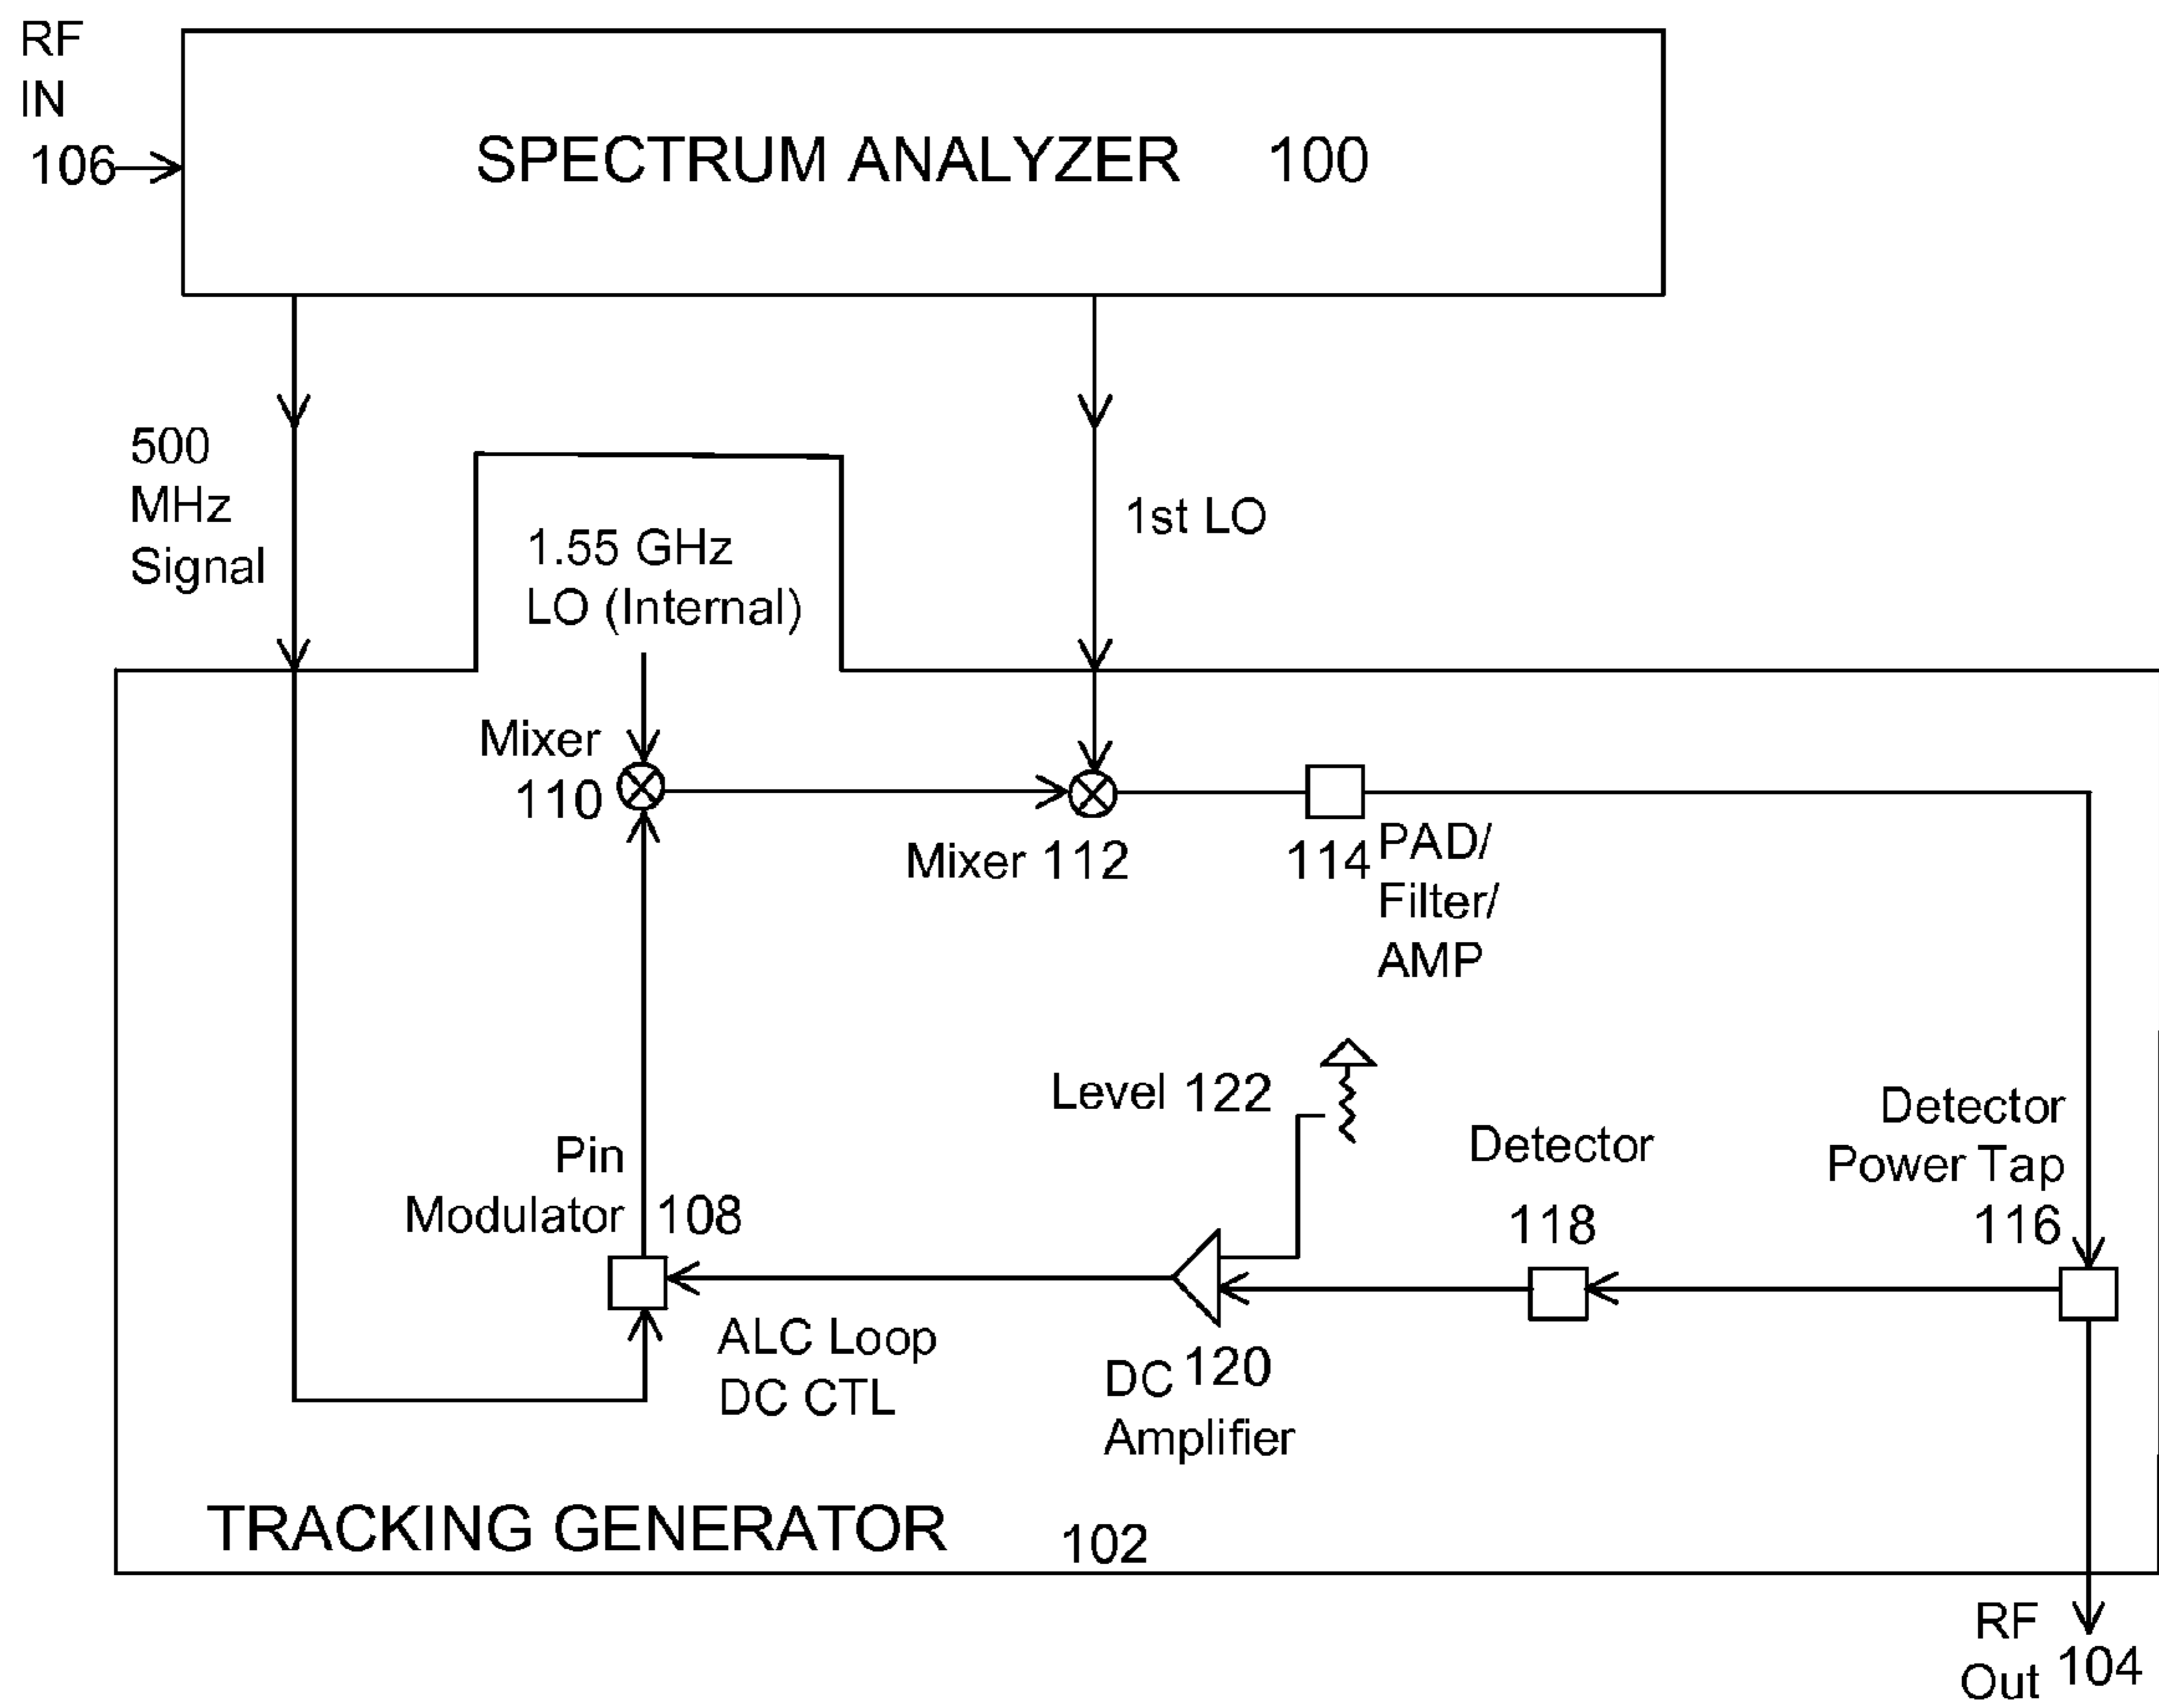 RF
IN
106
SPECTRUM ANALYZER 100
500
MHz
Signal
1.55 GHz
LO (Internal)
1st LO
Mixer
110
Mixer 112
114
PAD/
Filter/
AMP
Level 122
Detector
Power Tap
116
Detector
118
Pin
Modulator 108
ALC Loop
DC CTL
DC 120
Amplifier
TRACKING GENERATOR 102
RF
Out 104